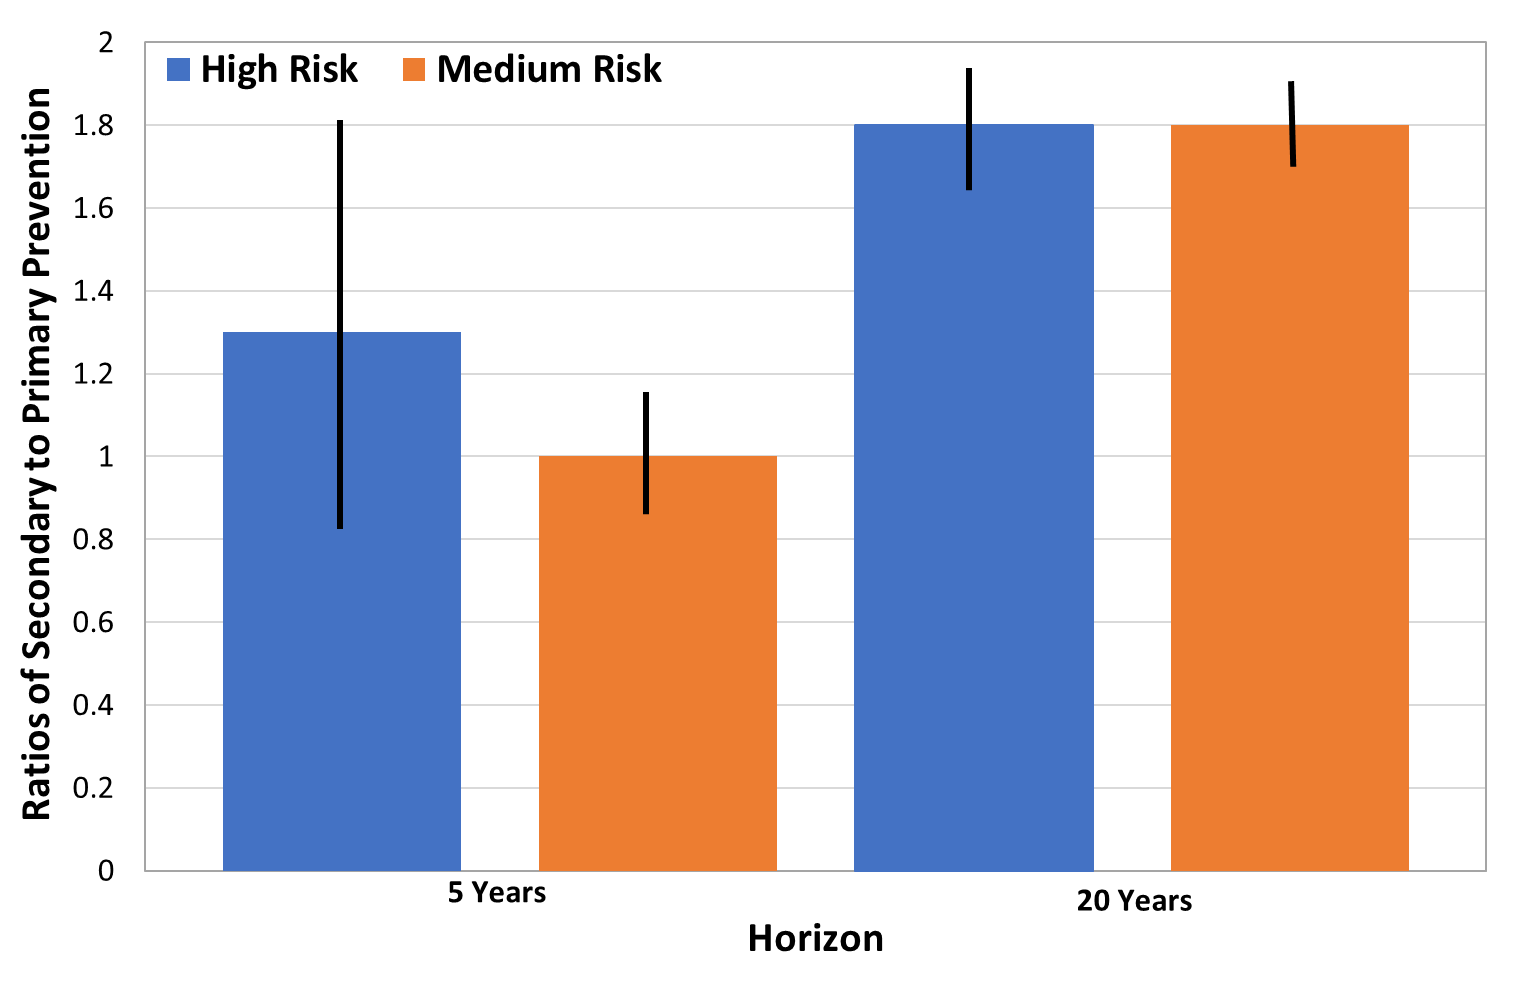 Ratios of Secondary to Primary Prevention
High Risk
Medium Risk
2
1.8
1.6
1.4
1.2
1
0.8
0.6
0.4
0.2
0
5 Years
20 Years
Horizon